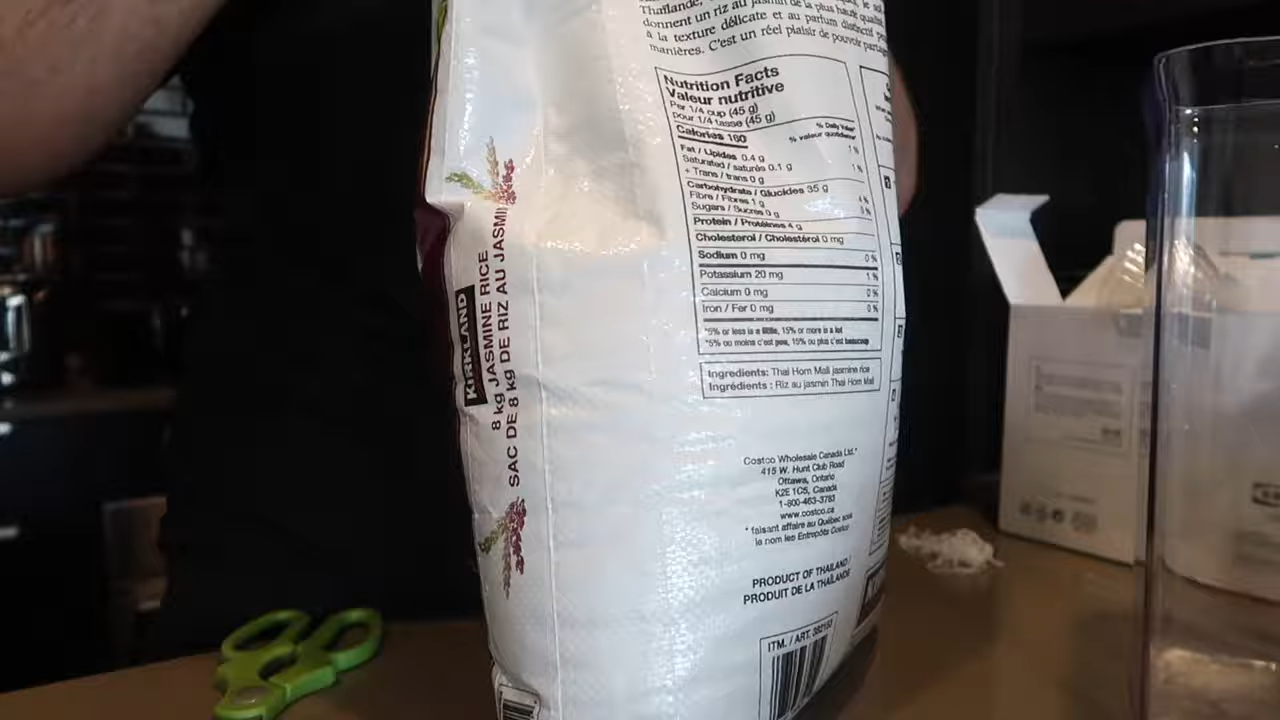 Thaïlande,
donnent un riz au jasmin de la plus haute qualité
à la texture délicate et au parfum distinctif
manières. C'est un réel plaisir de pouvoir
Nutrition Facts
Valeur nutritive
Per 1/4 cup (45 g)
pour 1/4 tasse (45 g)
% Daily Value*
Calories 160
% valeur quotidienne*
Fat / Lipides 0.4 g 1 %
Saturated / saturés 0.1 g
+ Trans / trans 0 g 1 %
Carbohydrate / Glucides 35 g
Fibre / Fibres 1 g 4 %
Sugars / Sucres 0 g 0 %
Protein / Protéines 4 g
Cholesterol / Cholestérol 0 mg
Sodium 0 mg 0 %
Potassium 20 mg 1 %
Calcium 0 mg 0 %
Iron / Fer 0 mg 0 %
*5% or less is a little, 15% or more is a lot
*5% ou moins c'est peu, 15% ou plus c'est beaucoup
Ingredients: Thai Hom Mali jasmine rice
Ingrédients : Riz au jasmin Thai Hom Mali
Costco Wholesale Canada Ltd.*
415 W. Hunt Club Road
Ottawa, Ontario
K2E 1C5, Canada
1-800-463-3783
www.costco.ca
* faisant affaire au Québec sous
le nom les Entrepôts Costco
PRODUCT OF THAILAND /
PRODUIT DE LA THAÏLANDE
ITM. / ART.
KIRKLAND
8 kg JASMINE RICE
SAC DE 8 kg DE RIZ AU JASMI